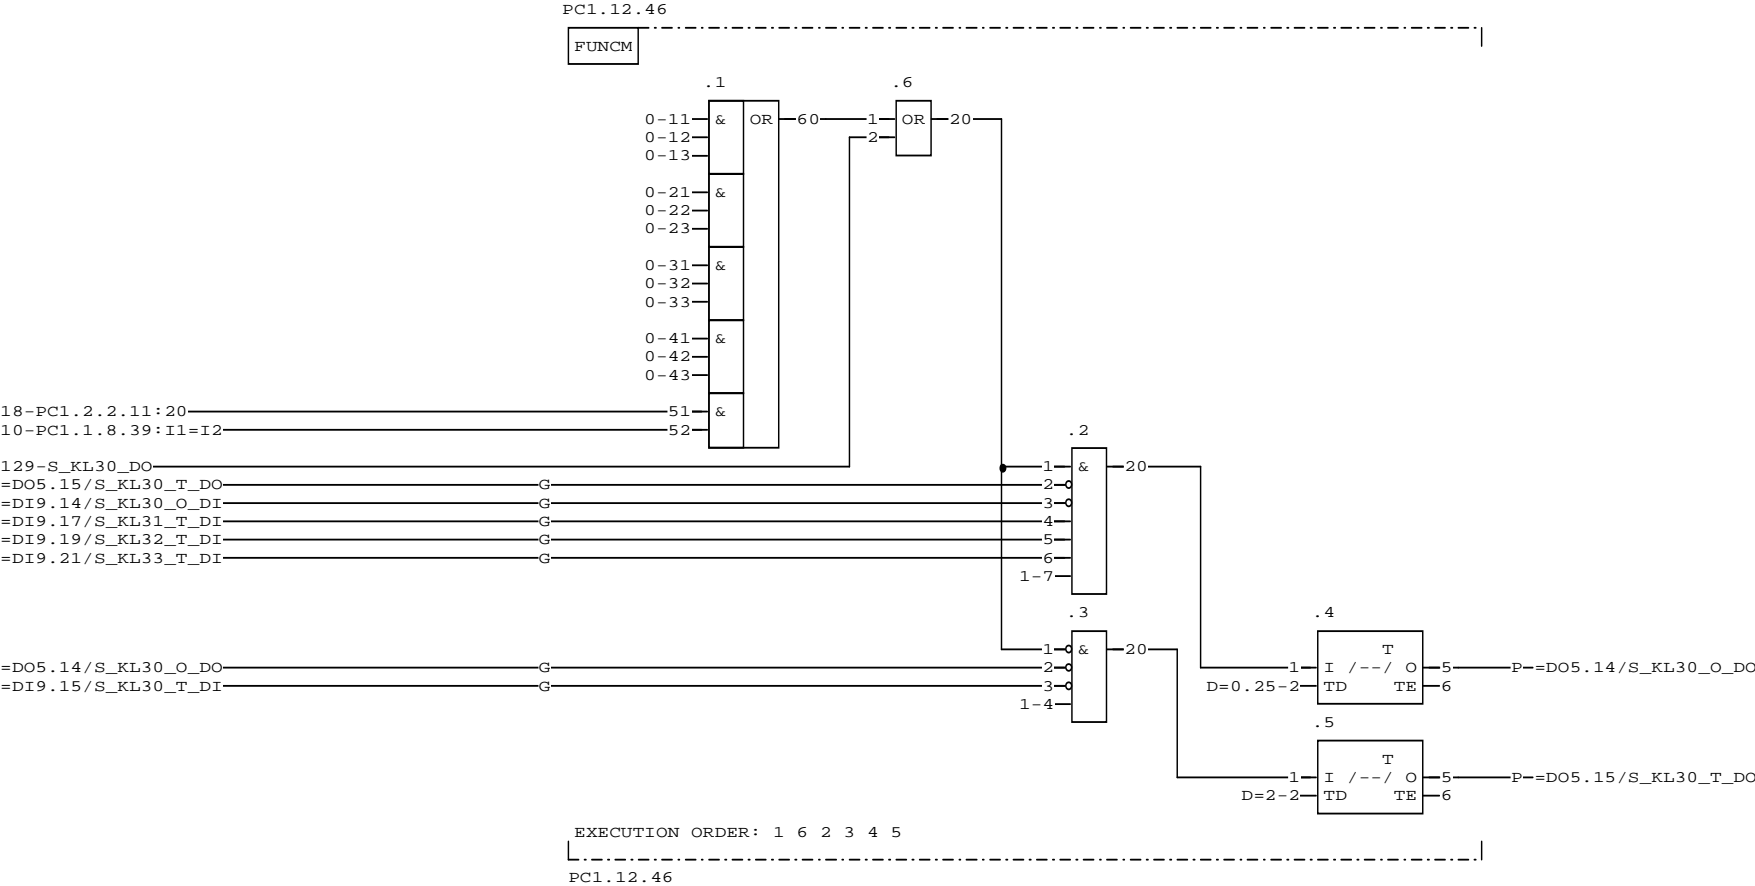 PC1.12.46
FUNCM
.1 .6
0-11 & OR 60 1 OR 20
0-12 2
0-13
0-21 &
0-22
0-23
0-31 &
0-32
0-33
0-41 &
0-42
0-43
18-PC1.2.2.11:20 51 &
10-PC1.1.8.39:I1=I2 52
.2
129-S_KL30_DO 1 & 20
=DO5.15/S_KL30_T_DO G 2
=DI9.14/S_KL30_O_DI G 3
=DI9.17/S_KL31_T_DI G 4
=DI9.19/S_KL32_T_DI G 5
=DI9.21/S_KL33_T_DI G 6
1-7
.3 .4
1 & 20 T
=DO5.14/S_KL30_O_DO G 2 1 I /--/ O 5 P =DO5.14/S_KL30_O_DO
=DI9.15/S_KL30_T_DI G 3 D=0.25-2 TD TE 6
1-4
.5
T
1 I /--/ O 5 P =DO5.15/S_KL30_T_DO
D=2-2 TD TE 6
EXECUTION ORDER: 1 6 2 3 4 5
PC1.12.46